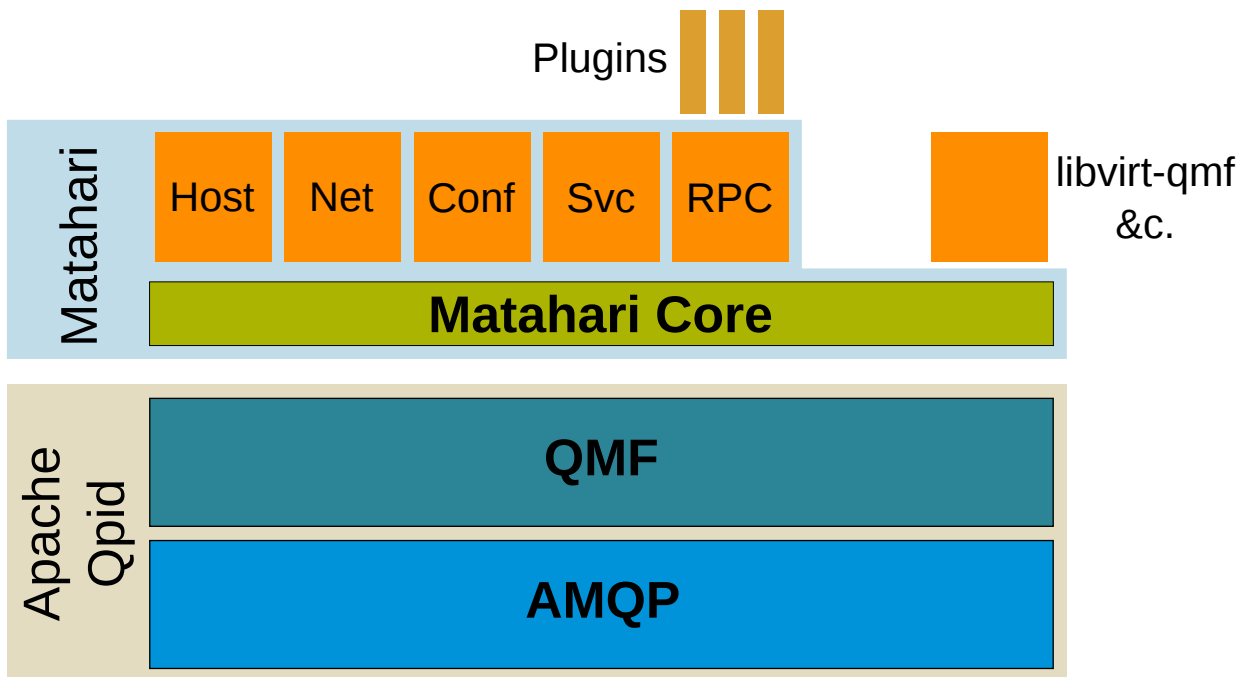 Plugins
Matahari
Host
Net
Conf
Svc
RPC
libvirt-qmf
&c.
Matahari Core
Apache
Qpid
QMF
AMQP